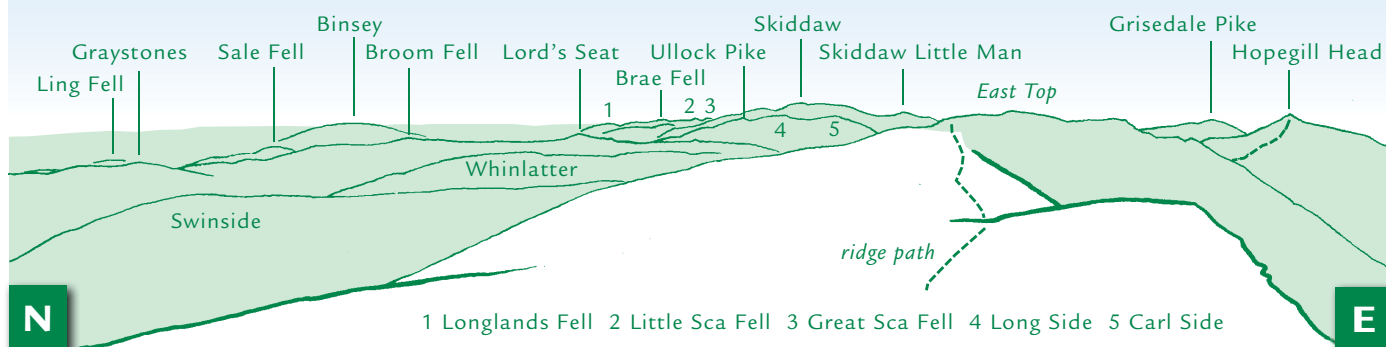 Binsey
Skiddaw
Grisedale Pike
Graystones
Sale Fell
Broom Fell
Lord's Seat
Ullock Pike
Skiddaw Little Man
Hopegill Head
Ling Fell
Brae Fell
East Top
1
2 3
4
5
Whinlatter
Swinside
ridge path
N
1 Longlands Fell 2 Little Sca Fell 3 Great Sca Fell 4 Long Side 5 Carl Side
E